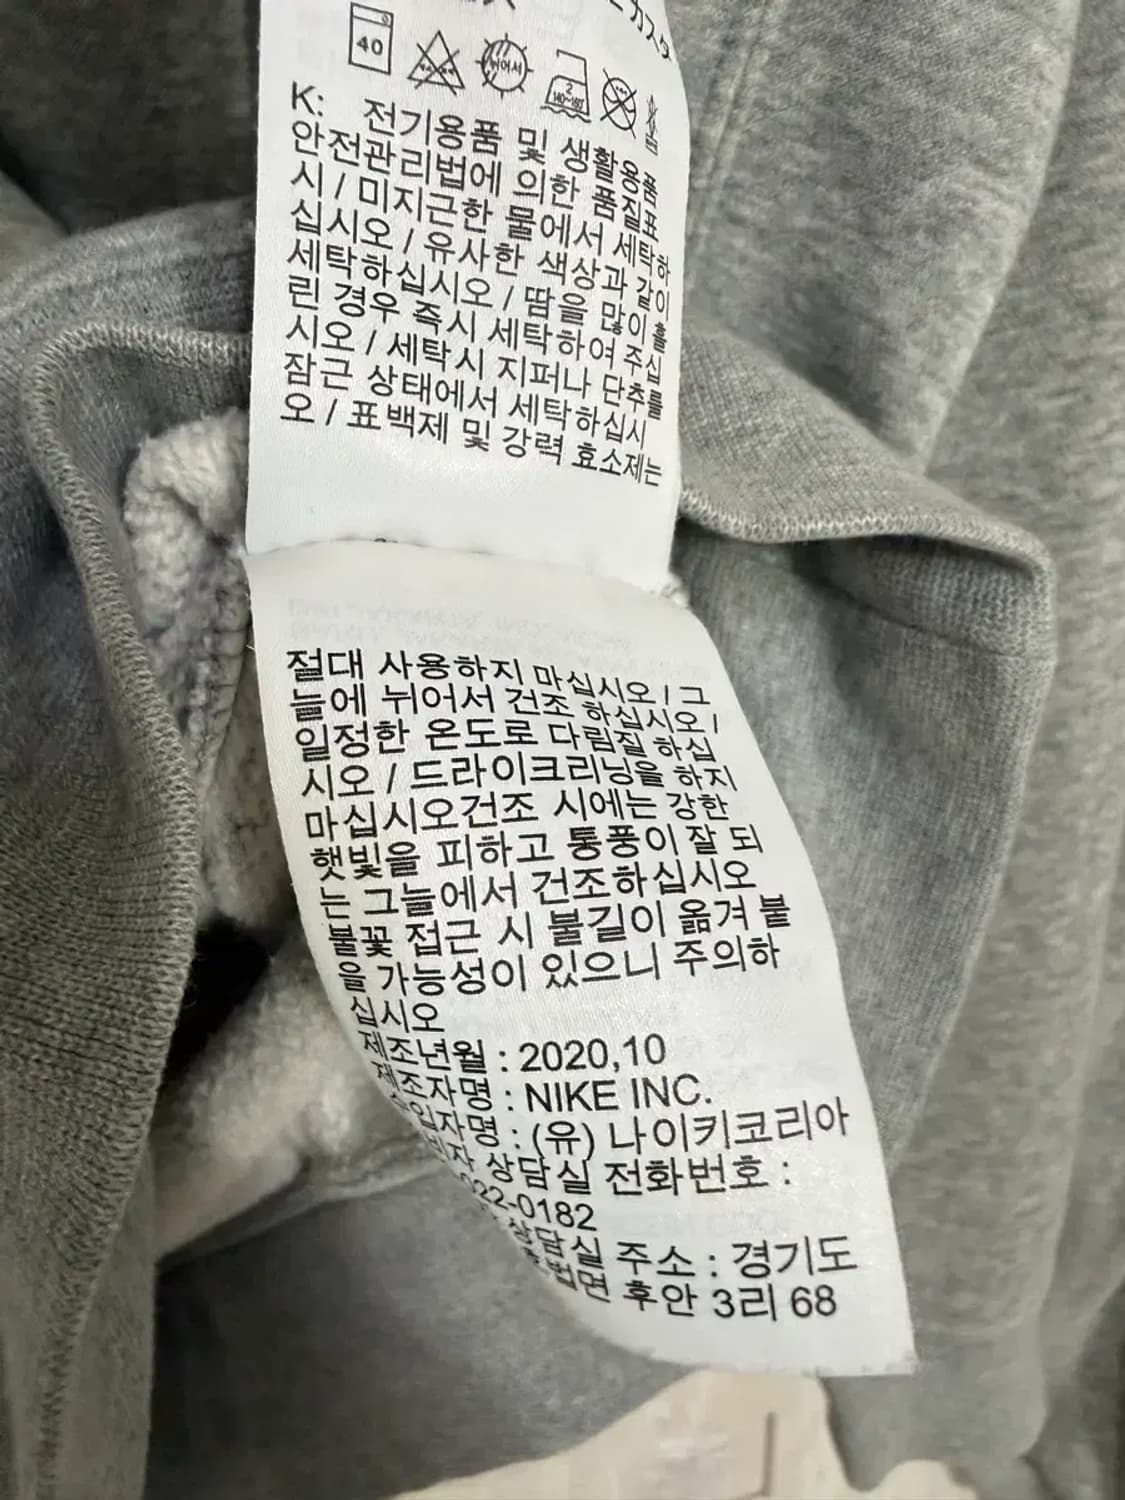 カスタ
40
뉘어서
2
140~160
K: 전기용품 및 생활용품
안전관리법에 의한 품질표
시 / 미지근한 물에서 세탁하
십시오 / 유사한 색상과 같이
세탁하십시오 / 땀을 많이 흘
린 경우 즉시 세탁하여 주십
시오 / 세탁시 지퍼나 단추를
잠근 상태에서 세탁하십시
오 / 표백제 및 강력 효소제는
절대 사용하지 마십시오 / 그
늘에 뉘어서 건조 하십시오 /
일정한 온도로 다림질 하십
시오 / 드라이크리닝을 하지
마십시오건조 시에는 강한
햇빛을 피하고 통풍이 잘 되
는 그늘에서 건조하십시오
불꽃 접근 시 불길이 옮겨 붙
을 가능성이 있으니 주의하
십시오
제조년월 : 2020,10
제조자명 : NIKE INC.
입자명 : (유) 나이키코리아
자 상담실 전화번호 :
022-0182
상담실 주소 : 경기도
법면 후안 3리 68